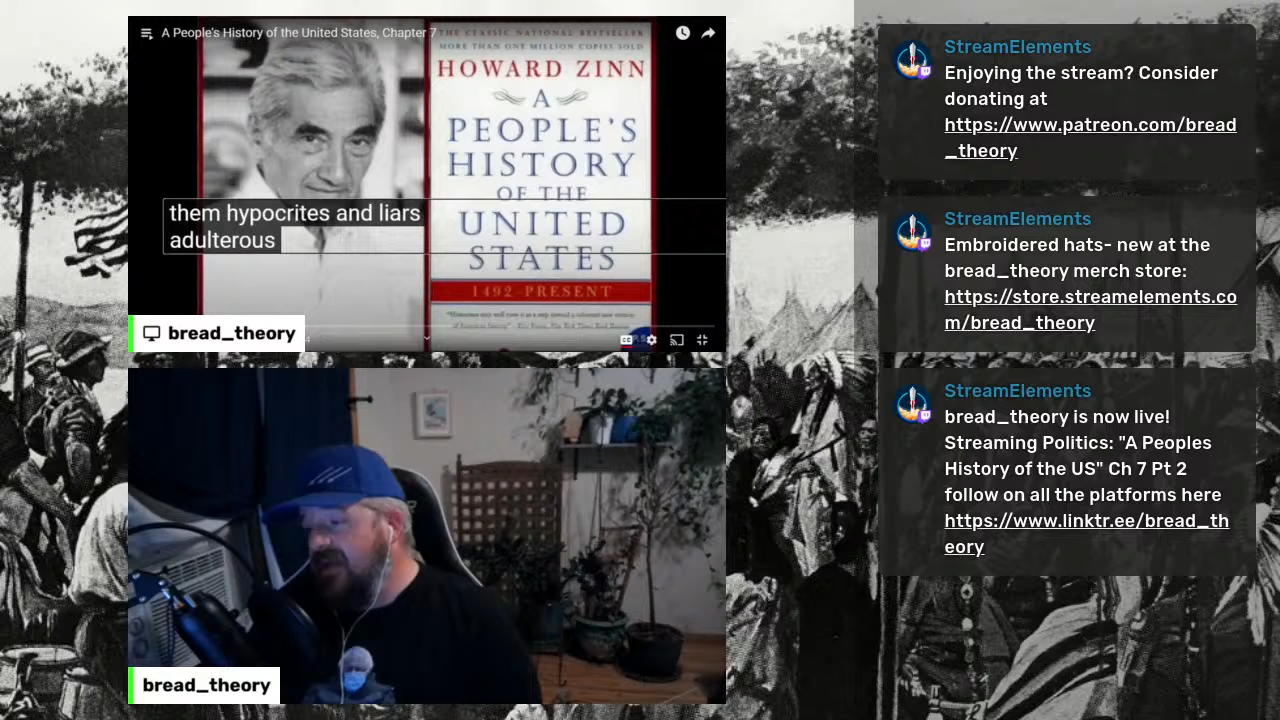 A People's History of the United States, Chapter 7
THE CLASSIC NATIONAL BESTSELLER
MORE THAN ONE MILLION COPIES SOLD
HOWARD ZINN
A
PEOPLE'S
HISTORY
OF THE
UNITED
STATES
1492–PRESENT
them hypocrites and liars
adulterous
bread_theory
bread_theory
StreamElements
Enjoying the stream? Consider
donating at
https://www.patreon.com/bread
_theory
StreamElements
Embroidered hats- new at the
bread_theory merch store:
https://store.streamelements.co
m/bread_theory
StreamElements
bread_theory is now live!
Streaming Politics: "A Peoples
History of the US" Ch 7 Pt 2
follow on all the platforms here
https://www.linktr.ee/bread_th
eory